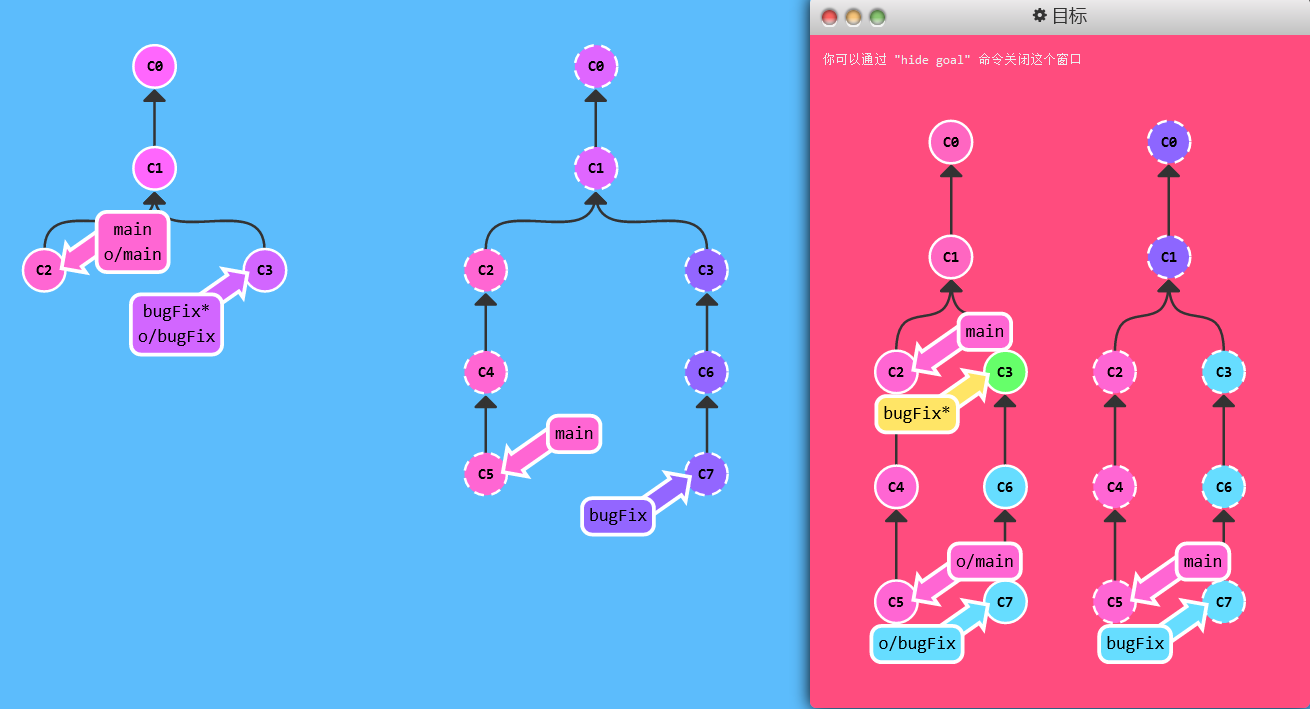 C0
C1
main
o/main
C2
C3
bugFix*
o/bugFix
C0
C1
C2
C3
C4
C6
main
C5
C7
bugFix
目标
你可以通过 "hide goal" 命令关闭这个窗口
C0
C1
main
C2
C3
bugFix*
C4
C6
o/main
C5
C7
o/bugFix
C0
C1
C2
C3
C4
C6
main
C5
C7
bugFix